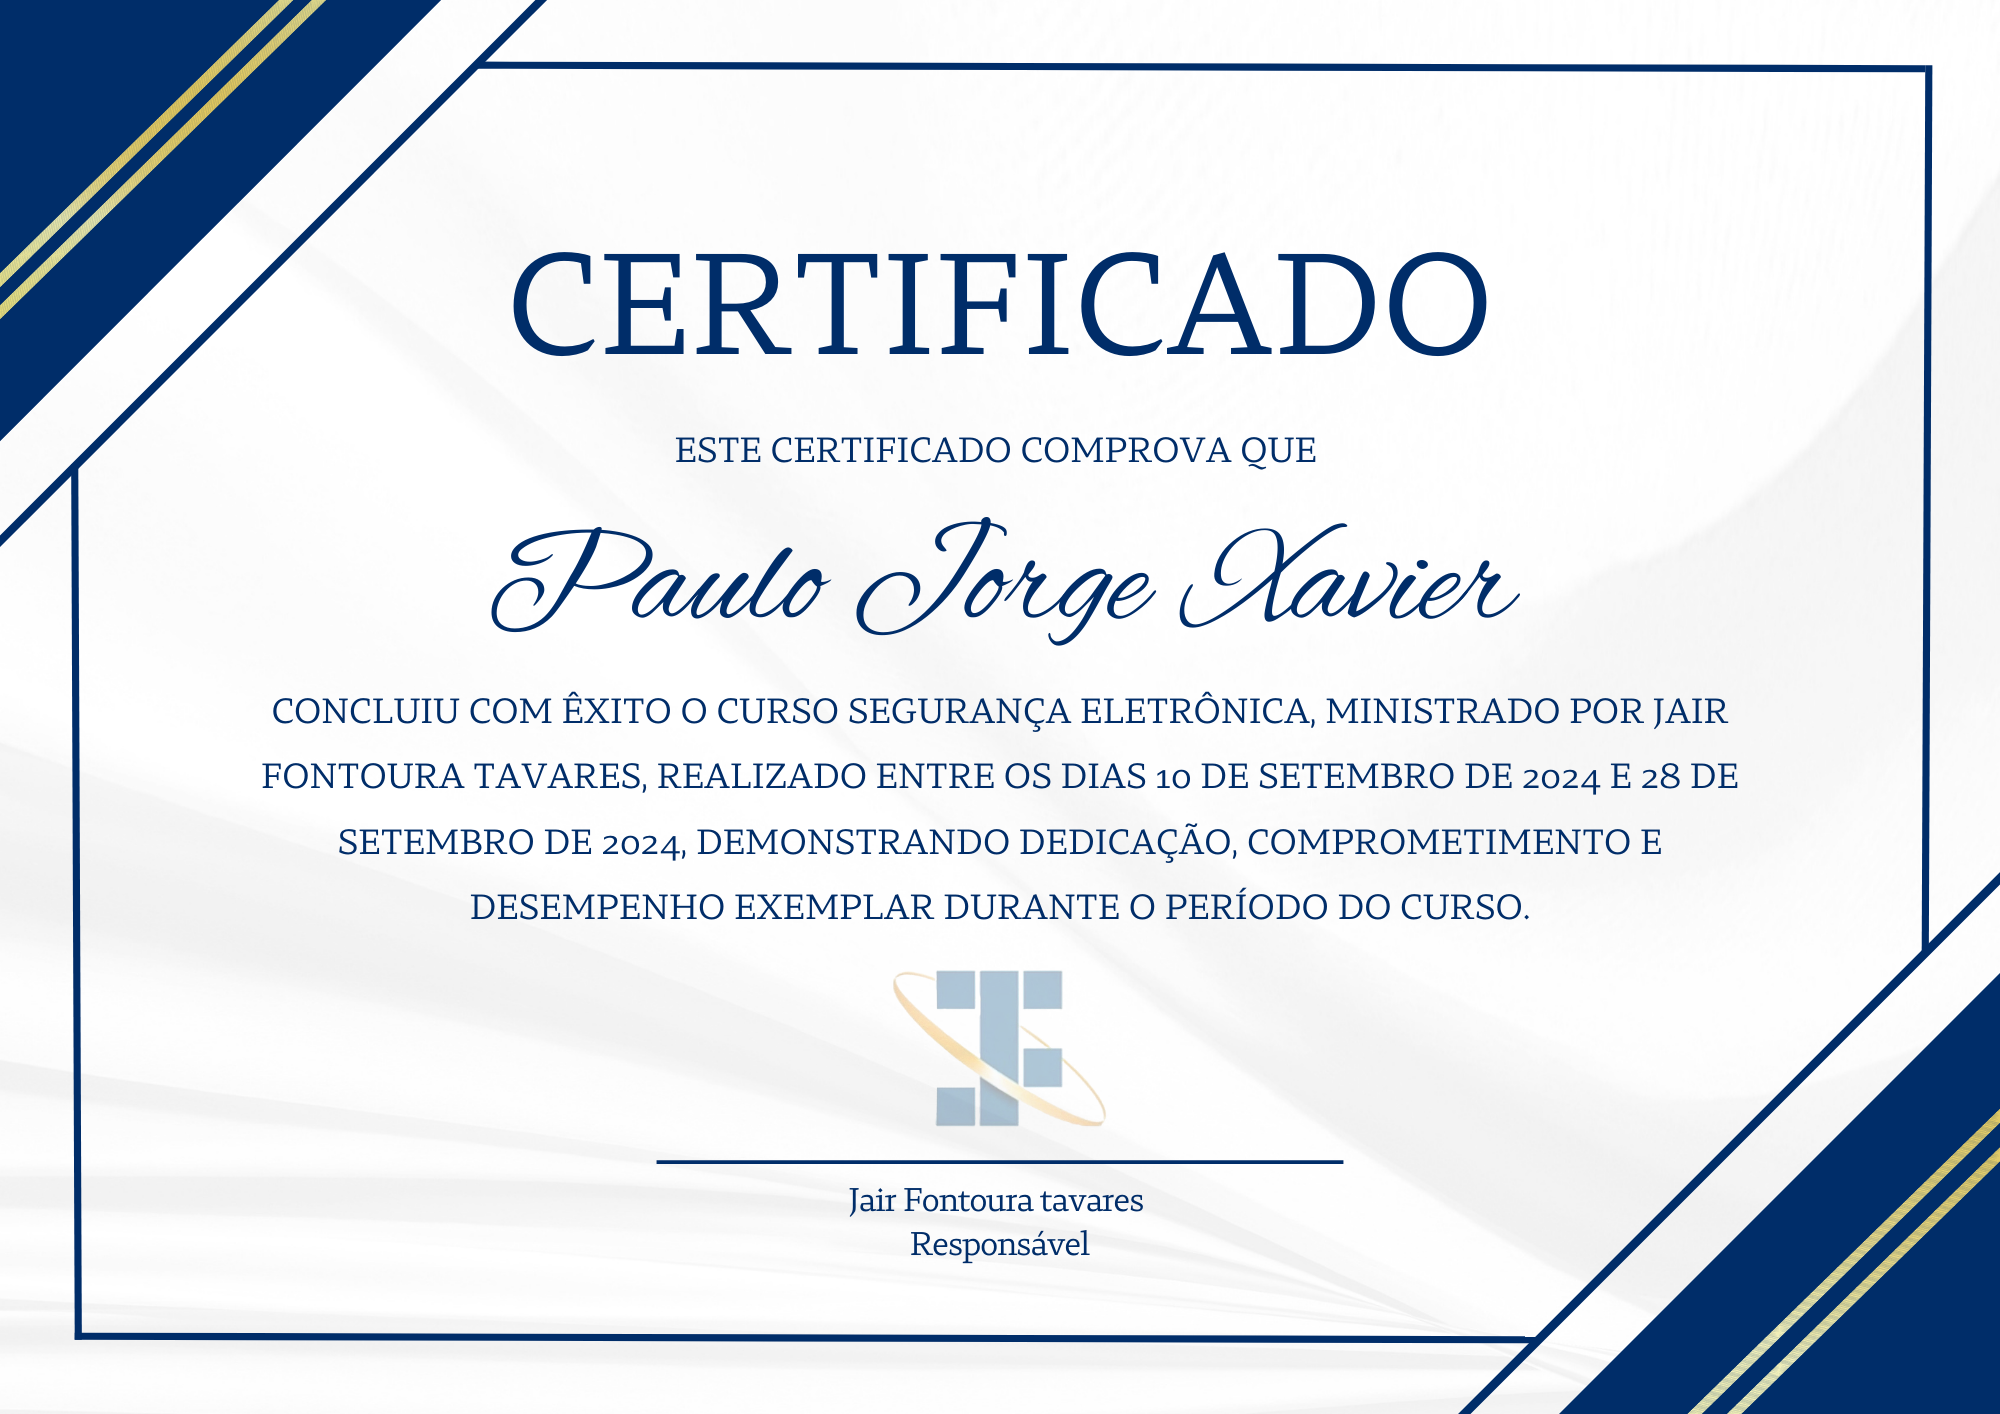 CERTIFICADO
ESTE CERTIFICADO COMPROVA QUE
Paulo Jorge Xavier
CONCLUIU COM ÊXITO O CURSO SEGURANÇA ELETRÔNICA, MINISTRADO POR JAIR
FONTOURA TAVARES, REALIZADO ENTRE OS DIAS 10 DE SETEMBRO DE 2024 E 28 DE
SETEMBRO DE 2024, DEMONSTRANDO DEDICAÇÃO, COMPROMETIMENTO E
DESEMPENHO EXEMPLAR DURANTE O PERÍODO DO CURSO.
Jair Fontoura tavares
Responsável